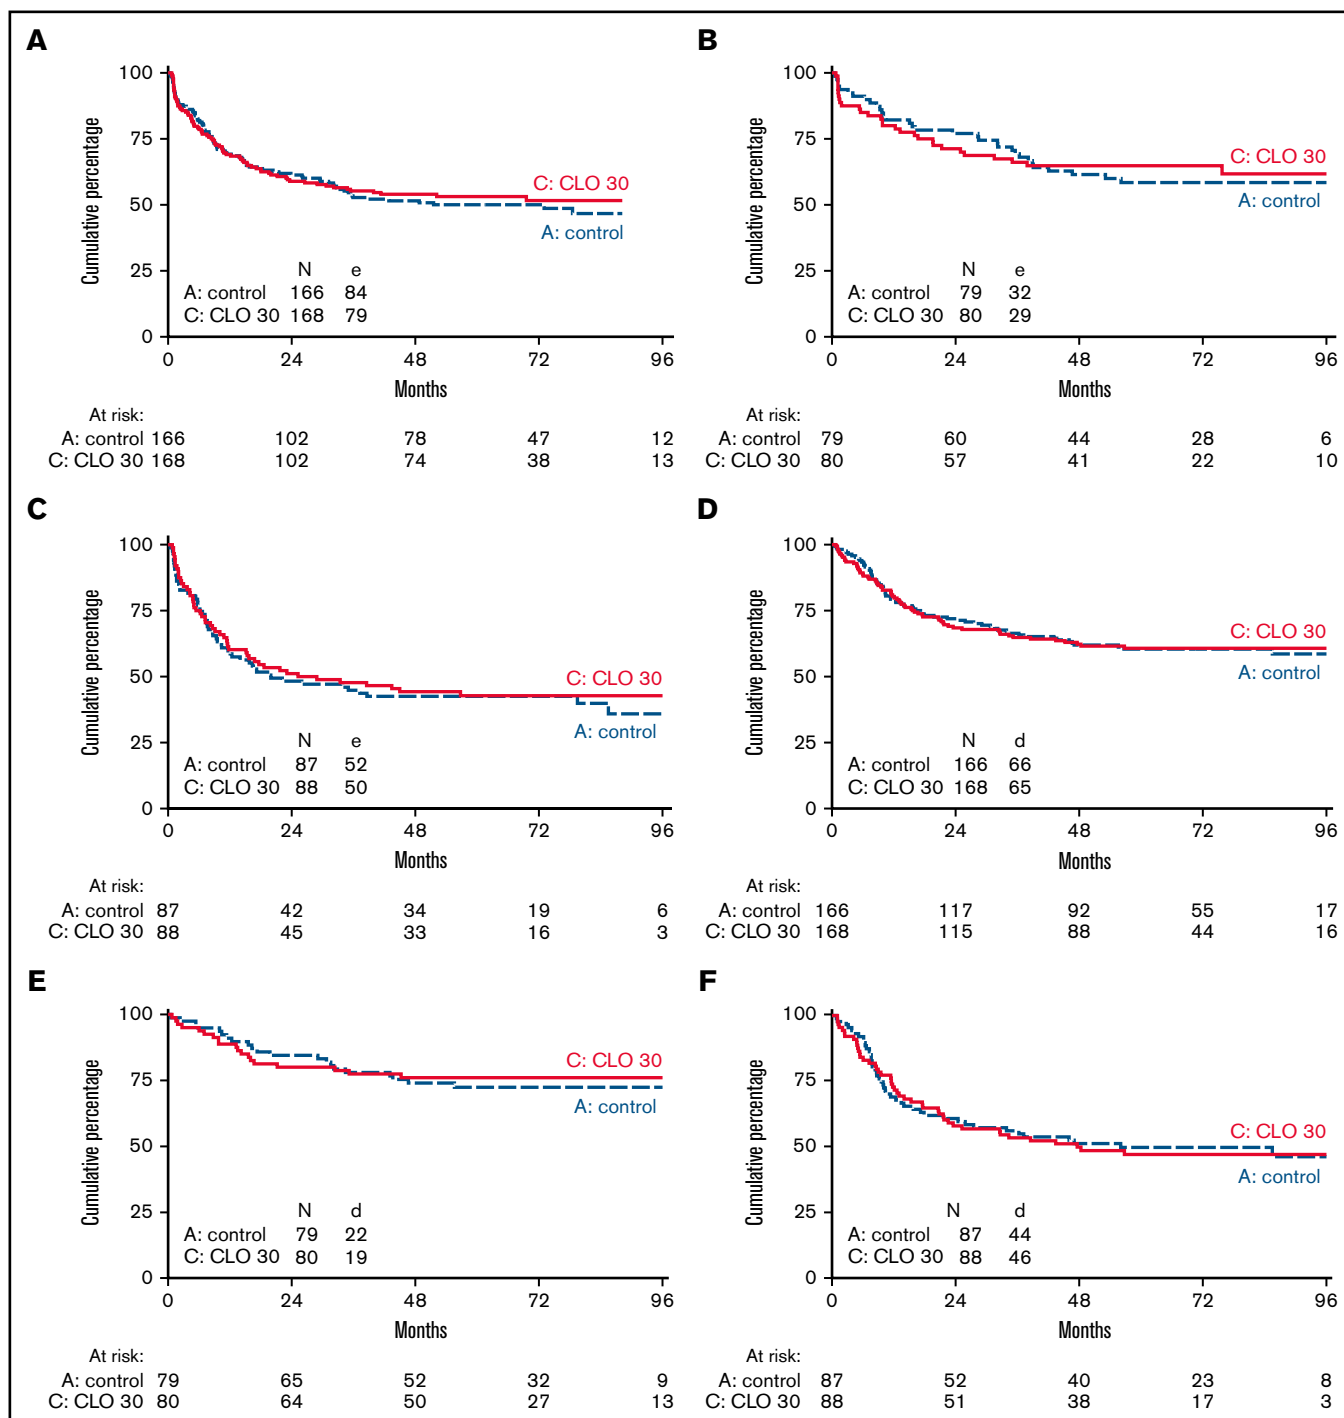 A
100
75
50
25
0
Cumulative percentage
C: CLO 30
A: control
N e
A: control 166 84
C: CLO 30 168 79
0 24 48 72 96
Months
At risk:
A: control 166 102 78 47 12
C: CLO 30 168 102 74 38 13
B
100
75
50
25
0
Cumulative percentage
C: CLO 30
A: control
N e
A: control 79 32
C: CLO 30 80 29
0 24 48 72 96
Months
At risk:
A: control 79 60 44 28 6
C: CLO 30 80 57 41 22 10
C
100
75
50
25
0
Cumulative percentage
C: CLO 30
A: control
N e
A: control 87 52
C: CLO 30 88 50
0 24 48 72 96
Months
At risk:
A: control 87 42 34 19 6
C: CLO 30 88 45 33 16 3
D
100
75
50
25
0
Cumulative percentage
C: CLO 30
A: control
N d
A: control 166 66
C: CLO 30 168 65
0 24 48 72 96
Months
At risk:
A: control 166 117 92 55 17
C: CLO 30 168 115 88 44 16
E
100
75
50
25
0
Cumulative percentage
C: CLO 30
A: control
N d
A: control 79 22
C: CLO 30 80 19
0 24 48 72 96
Months
At risk:
A: control 79 65 52 32 9
C: CLO 30 80 64 50 27 13
F
100
75
50
25
0
Cumulative percentage
C: CLO 30
A: control
N d
A: control 87 44
C: CLO 30 88 46
0 24 48 72 96
Months
At risk:
A: control 87 52 40 23 8
C: CLO 30 88 51 38 17 3